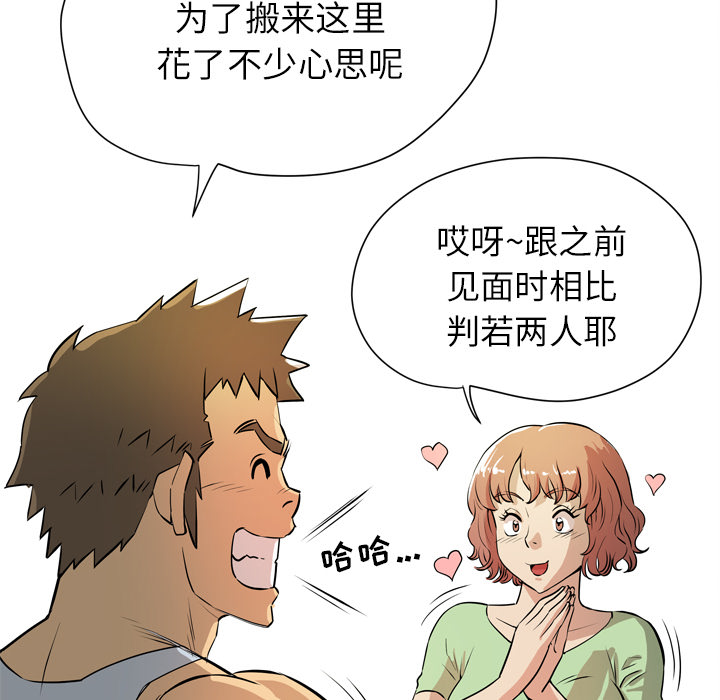 为了搬来这里
花了不少心思呢
哎呀~跟之前
见面时相比
判若两人耶
哈哈...